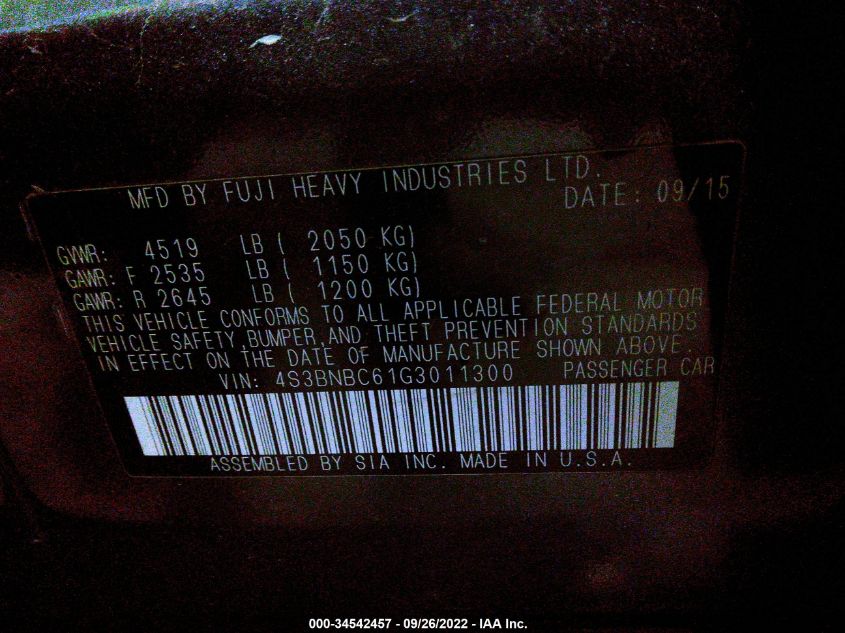 MFD BY FUJI HEAVY INDUSTRIES LTD.
DATE: 09/15
GVWR: 4519 LB ( 2050 KG)
GAWR: F 2535 LB ( 1150 KG)
GAWR: R 2645 LB ( 1200 KG)
THIS VEHICLE CONFORMS TO ALL APPLICABLE FEDERAL MOTOR
VEHICLE SAFETY,BUMPER,AND THEFT PREVENTION STANDARDS
IN EFFECT ON THE DATE OF MANUFACTURE SHOWN ABOVE.
VIN: 4S3BNBC61G3011300 PASSENGER CAR
ASSEMBLED BY SIA INC. MADE IN U.S.A.
000-34542457 - 09/26/2022 - IAA Inc.